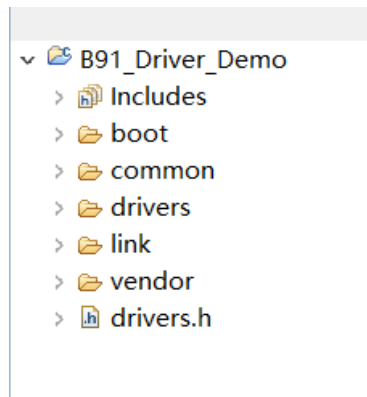 B91_Driver_Demo
Includes
boot
common
drivers
link
vendor
drivers.h